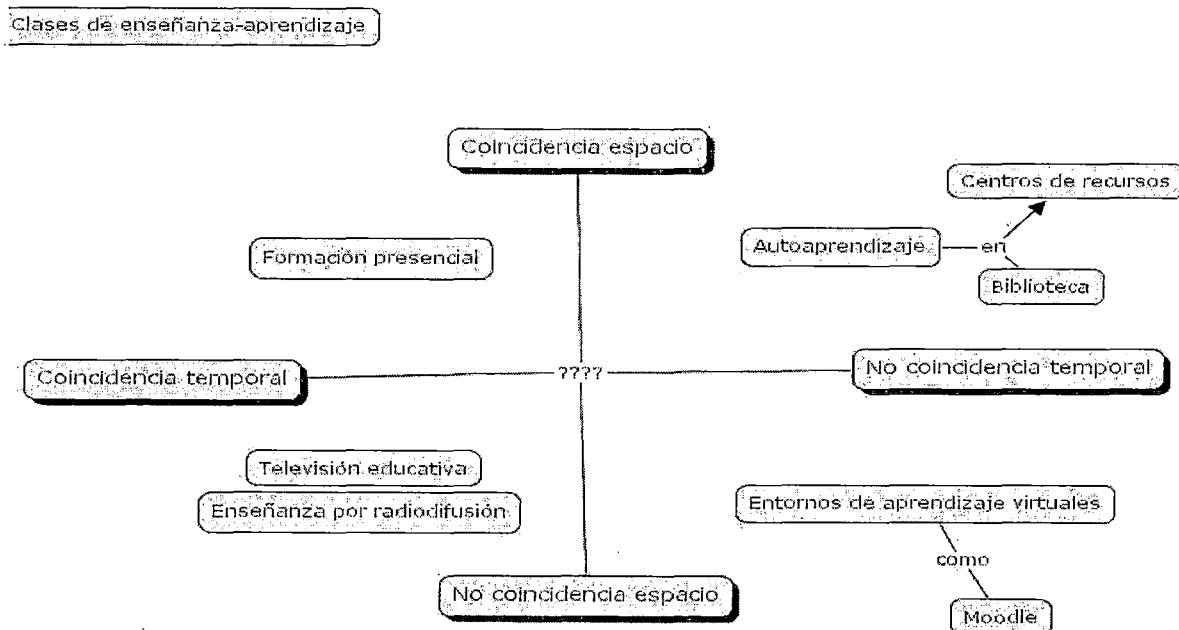 Clases de enseñanza-aprendizaje
Coincidencia espacio
Centros de recursos
Formación presencial
Autoaprendizaje
en
Biblioteca
Coincidencia temporal
????
No coincidencia temporal
Televisión educativa
Enseñanza por radiodifusión
Entornos de aprendizaje virtuales
como
No coincidencia espacio
Moodle